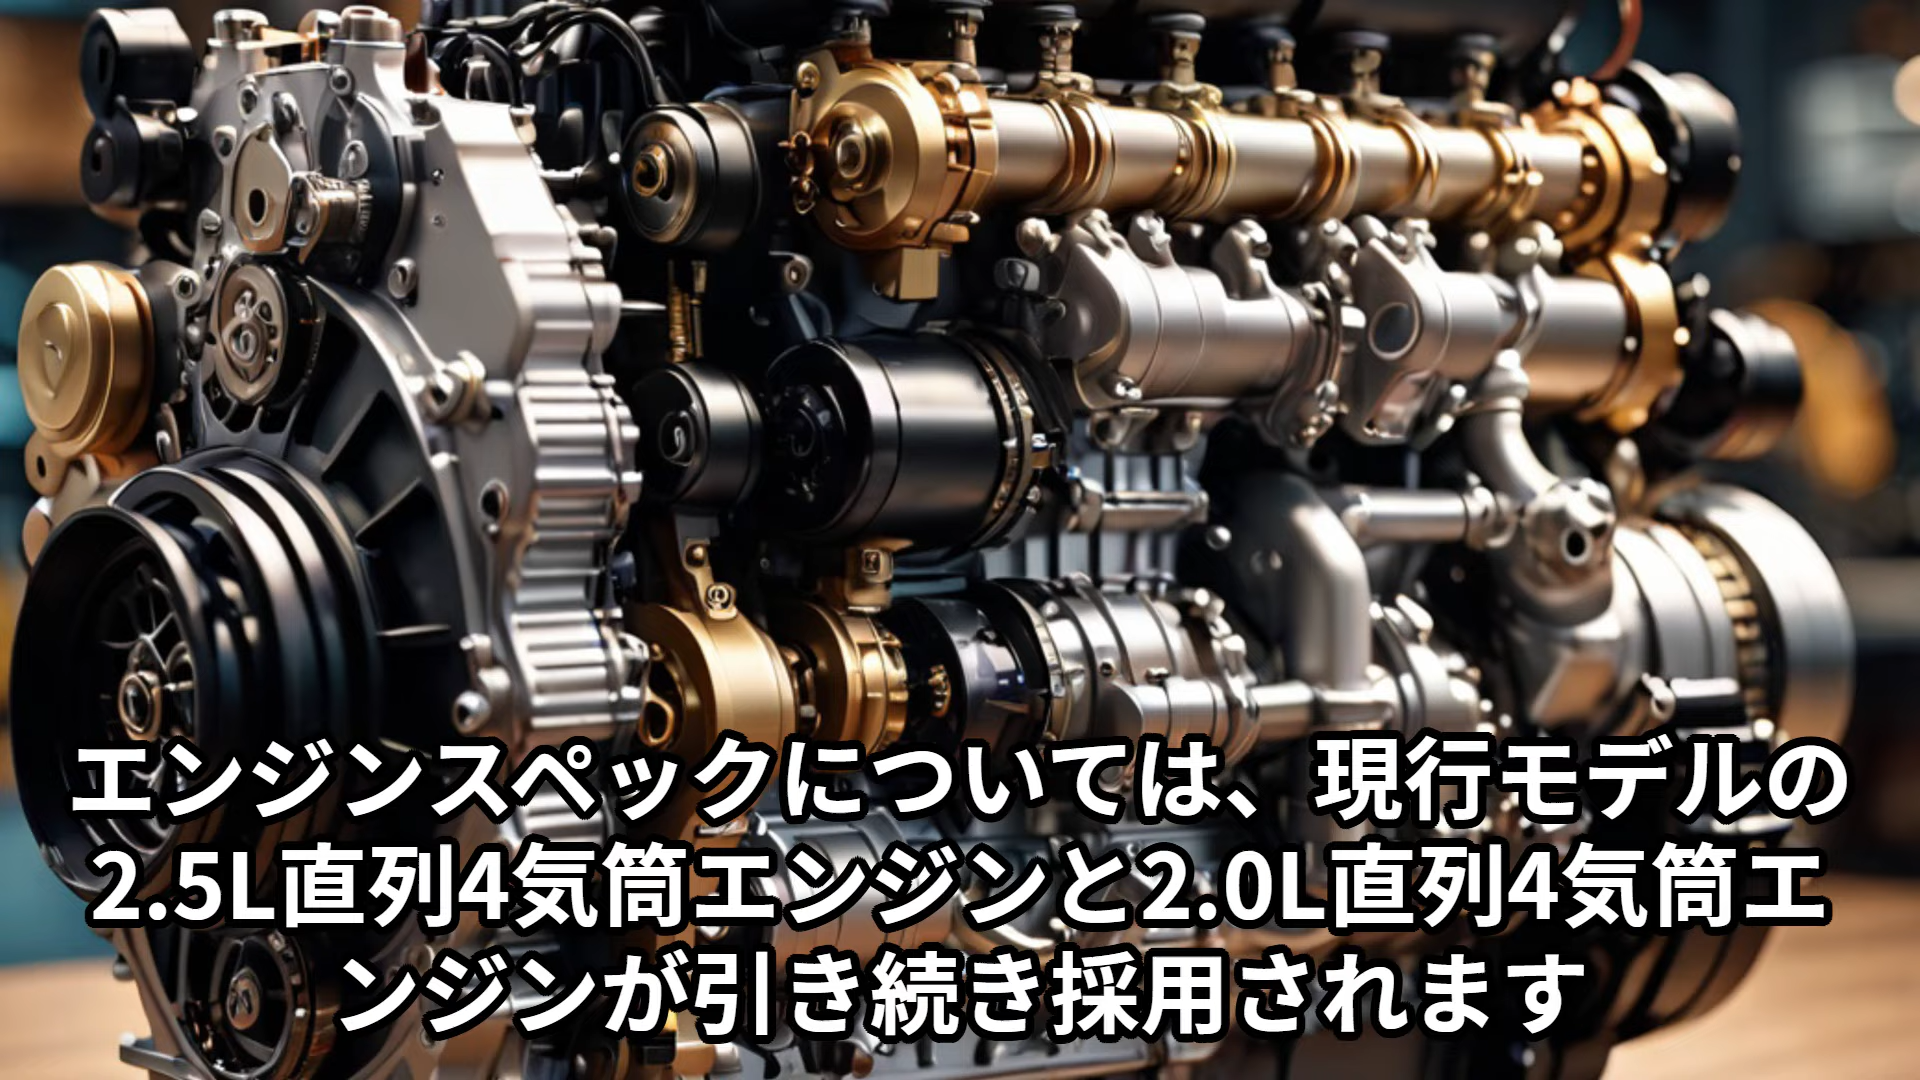 エンジンスペックについては、現行モデルの
2.5L直列4気筒エンジンと2.0L直列4気筒エ
ンジンが引き続き採用されます